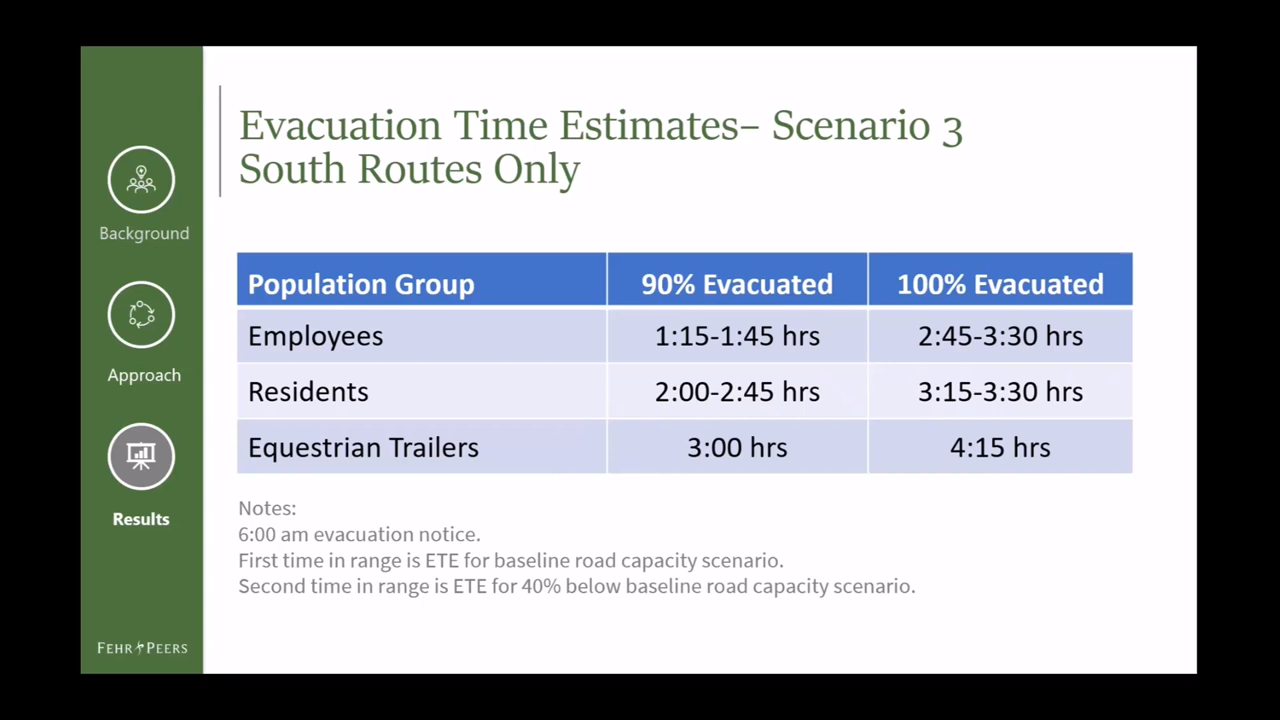 Evacuation Time Estimates– Scenario 3
South Routes Only
Background
Approach
Results
FEHR PEERS
Population Group 90% Evacuated 100% Evacuated
Employees 1:15-1:45 hrs 2:45-3:30 hrs
Residents 2:00-2:45 hrs 3:15-3:30 hrs
Equestrian Trailers 3:00 hrs 4:15 hrs
Notes:
6:00 am evacuation notice.
First time in range is ETE for baseline road capacity scenario.
Second time in range is ETE for 40% below baseline road capacity scenario.